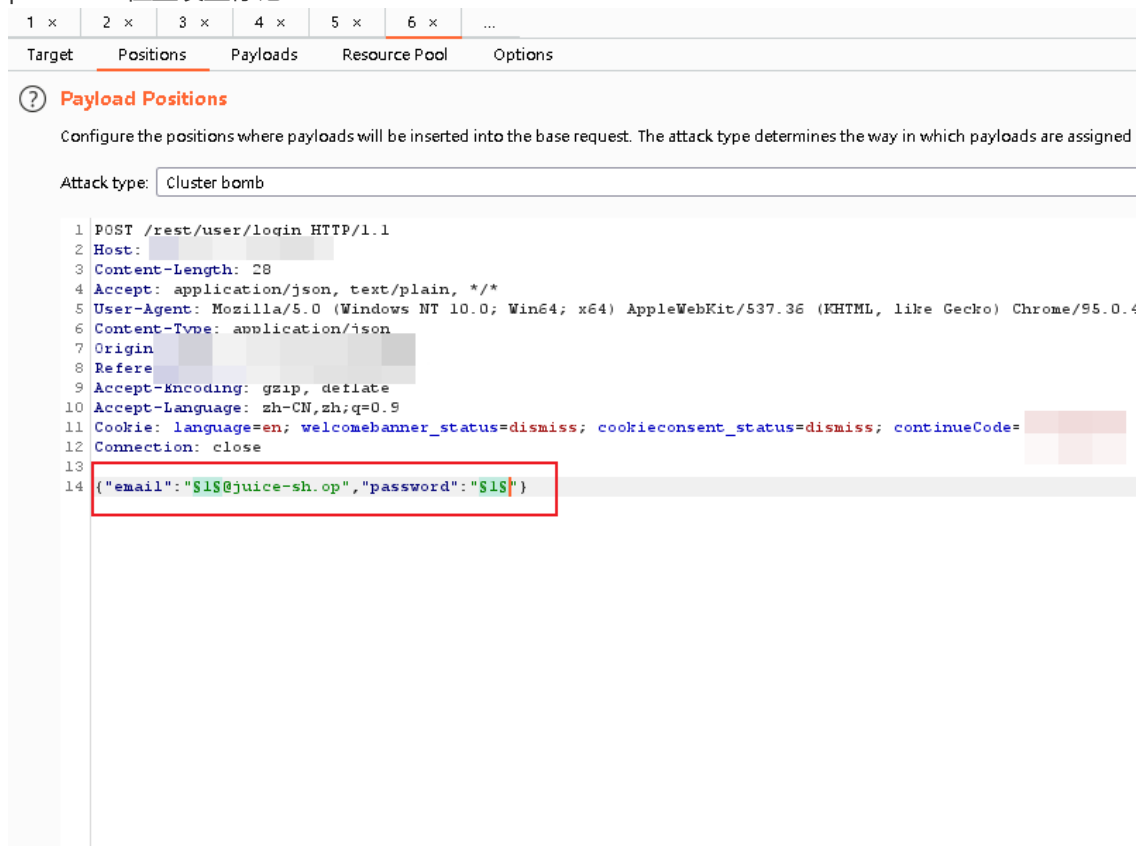 1 × 2 × 3 × 4 × 5 × 6 × ...
Target Positions Payloads Resource Pool Options
? Payload Positions
Configure the positions where payloads will be inserted into the base request. The attack type determines the way in which payloads are assigned
Attack type: Cluster bomb
1 POST /rest/user/login HTTP/1.1
2 Host:
3 Content-Length: 28
4 Accept: application/json, text/plain, */*
5 User-Agent: Mozilla/5.0 (Windows NT 10.0; Win64; x64) AppleWebKit/537.36 (KHTML, like Gecko) Chrome/95.0.4
6 Content-Type: application/json
7 Origin
8 Refere
9 Accept-Encoding: gzip, deflate
10 Accept-Language: zh-CN,zh;q=0.9
11 Cookie: language=en; welcomebanner_status=dismiss; cookieconsent_status=dismiss; continueCode=
12 Connection: close
13
14 {"email":"§1§@juice-sh.op","password":"§1§"}